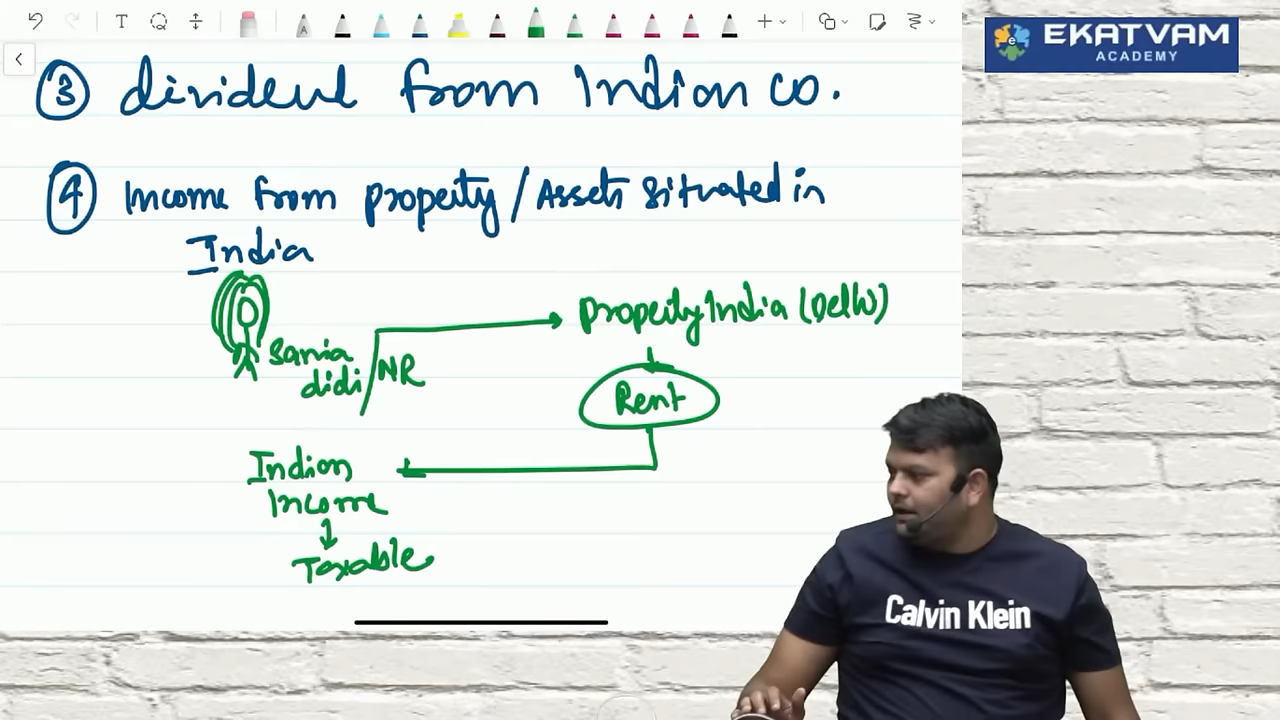 T
A
EKATVAM
ACADEMY
③ dividend from Indian co.
④ Income from property/Assets situated in
India
Sania
didi/NR
property India (Delhi)
Rent
Indian
Income
Taxable
Calvin Klein